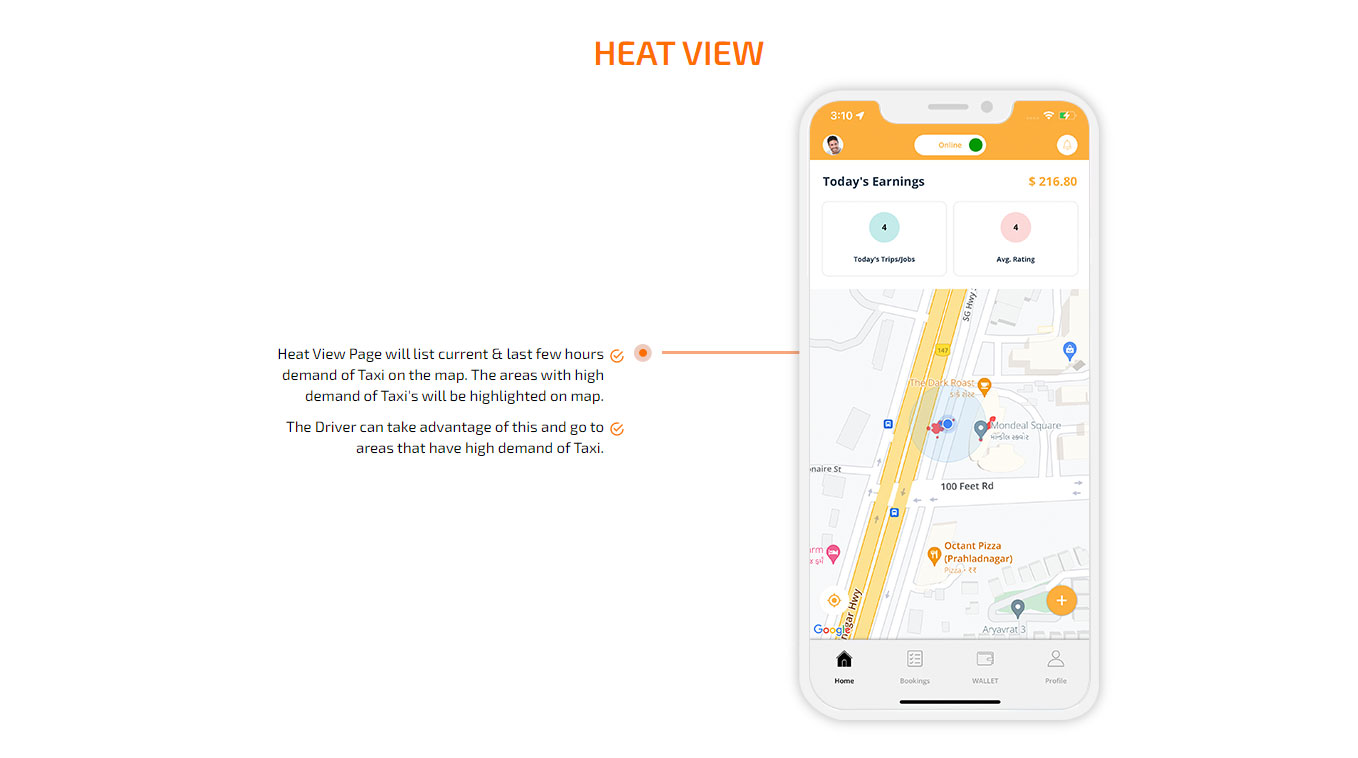 HEAT VIEW
Heat View Page will list current & last few hours
demand of Taxi on the map. The areas with high
demand of Taxi's will be highlighted on map.
The Driver can take advantage of this and go to
areas that have high demand of Taxi.
3:10
Online
Today's Earnings
$ 216.80
4
Today's Trips/Jobs
4
Avg. Rating
SG Hwy
147
The Dark Roast
Mondeal Square
મોન્ડીલ સ્ક્વેર
onaire St
100 Feet Rd
Octant Pizza
(Prahladnagar)
Pizza • ₹₹
arm
nagar Hwy
Google
Aryavrat 3
Home
Bookings
WALLET
Profile